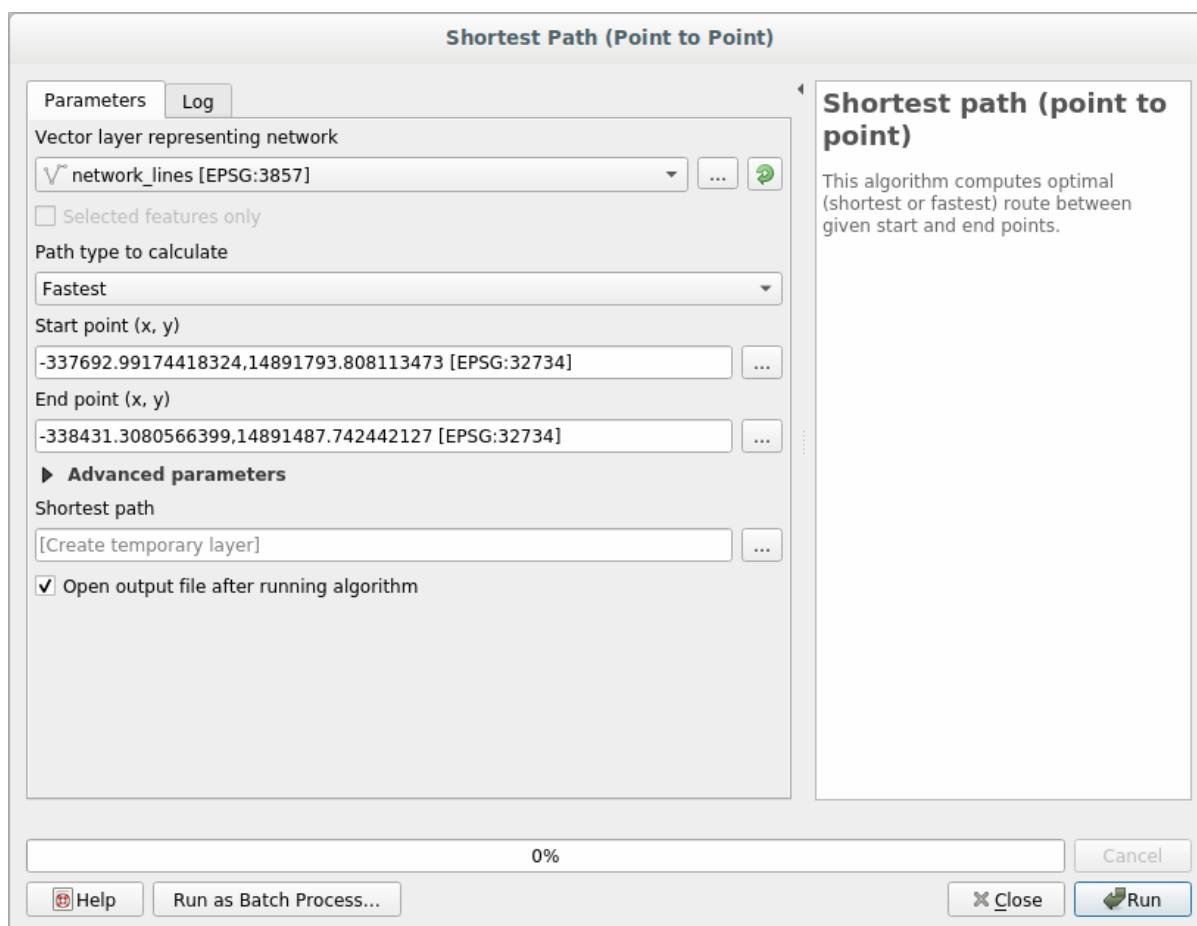 Shortest Path (Point to Point)
Parameters
Log
Vector layer representing network
network_lines [EPSG:3857]
...
Selected features only
Path type to calculate
Fastest
Start point (x, y)
-337692.99174418324,14891793.808113473 [EPSG:32734]
...
End point (x, y)
-338431.3080566399,14891487.742442127 [EPSG:32734]
...
Advanced parameters
Shortest path
[Create temporary layer]
...
Open output file after running algorithm
Shortest path (point to
point)
This algorithm computes optimal
(shortest or fastest) route between
given start and end points.
0%
Cancel
Help
Run as Batch Process...
Close
Run